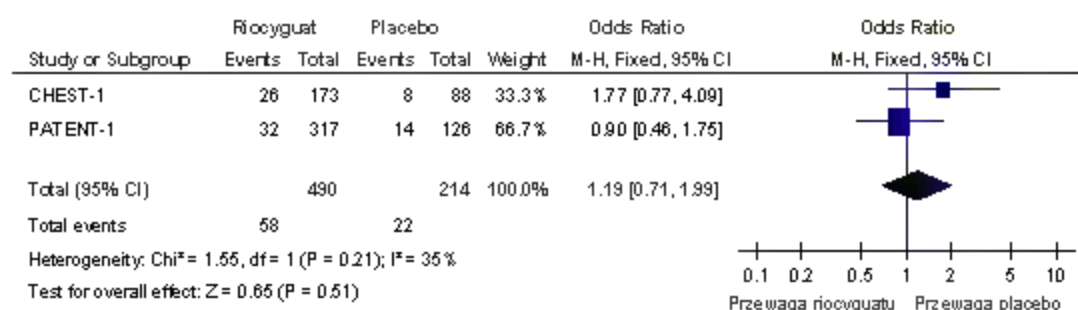 Riocyguat Placebo Odds Ratio Odds Ratio
Study or Subgroup Events Total Events Total Weight M-H, Fixed, 95% CI M-H, Fixed, 95% CI
CHEST-1 26 173 8 88 33.3% 1.77 [0.77, 4.09]
PATENT-1 32 317 14 126 66.7% 0.90 [0.46, 1.75]
Total (95% CI) 490 214 100.0% 1.19 [0.71, 1.99]
Total events 58 22
Heterogeneity: Chi² = 1.55, df = 1 (P = 0.21); I² = 35%
Test for overall effect: Z = 0.65 (P = 0.51)
0.1 0.2 0.5 1 2 5 10
Przewaga riocyguatu Przewaga placebo